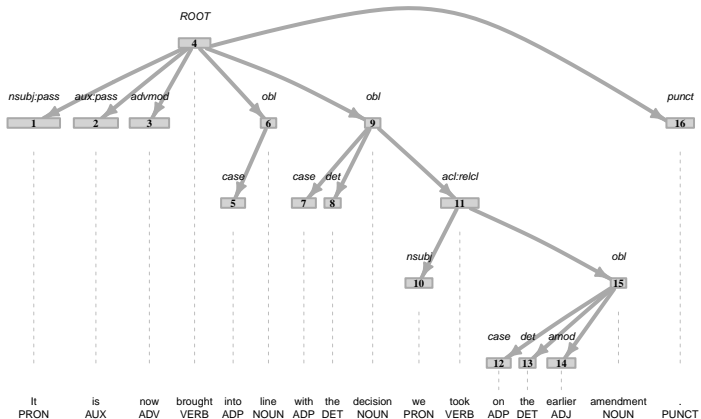 ROOT
4
nsubj:pass aux:pass advmod obl obl punct
1 2 3 6 9 16
case case det acl:relcl
5 7 8 11
nsubj obl
10 15
case det amod
12 13 14
It is now brought into line with the decision we took on the earlier amendment .
PRON AUX ADV VERB ADP NOUN ADP DET NOUN PRON VERB ADP DET ADJ NOUN PUNCT